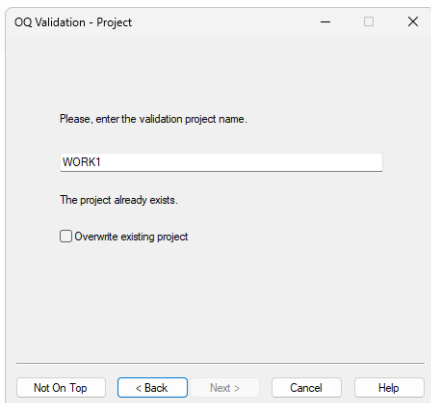 OQ Validation - Project
Please, enter the validation project name.
WORK1
The project already exists.
Overwrite existing project
Not On Top
< Back
Next >
Cancel
Help